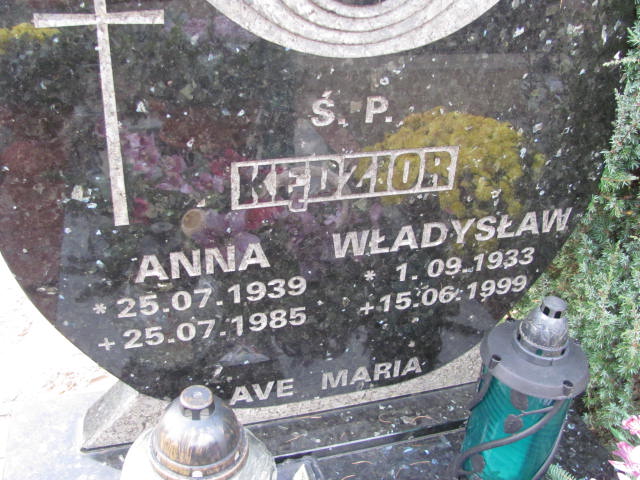 Ś. P.
KĘDZIOR
ANNA
* 25.07.1939
+ 25.07.1985
WŁADYSŁAW
* 1.09.1933
+ 15.06.1999
AVE MARIA